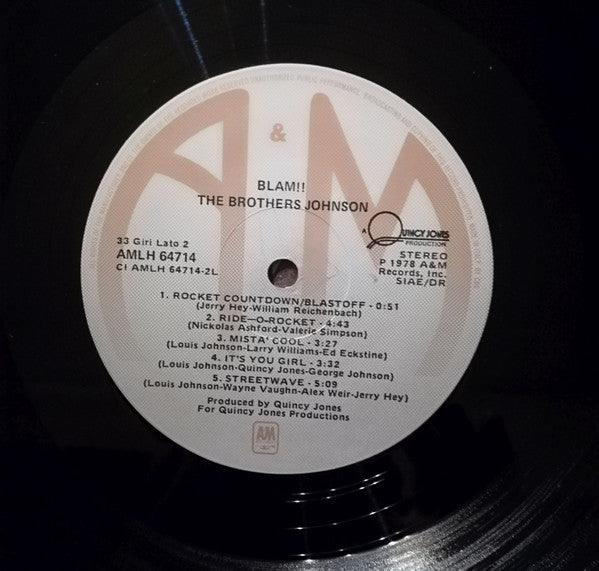 A&M
BLAM!!
THE BROTHERS JOHNSON
A QUINCY JONES
PRODUCTION
33 Giri Lato 2
AMLH 64714
CI AMLH 64714-2L
STEREO
P 1978 A&M
Records, Inc.
SIAE/DR
1. ROCKET COUNTDOWN/BLASTOFF - 0:51
(Jerry Hey-William Reichenbach)
2. RIDE-O-ROCKET - 4:43
(Nickolas Ashford-Valerie Simpson)
3. MISTA' COOL - 3:27
(Louis Johnson-Larry Williams-Ed Eckstine)
4. IT'S YOU GIRL - 3:32
(Louis Johnson-Quincy Jones-George Johnson)
5. STREETWAVE - 5:09
(Louis Johnson-Wayne Vaughn-Alex Weir-Jerry Hey)
Produced by Quincy Jones
For Quincy Jones Productions
A&M